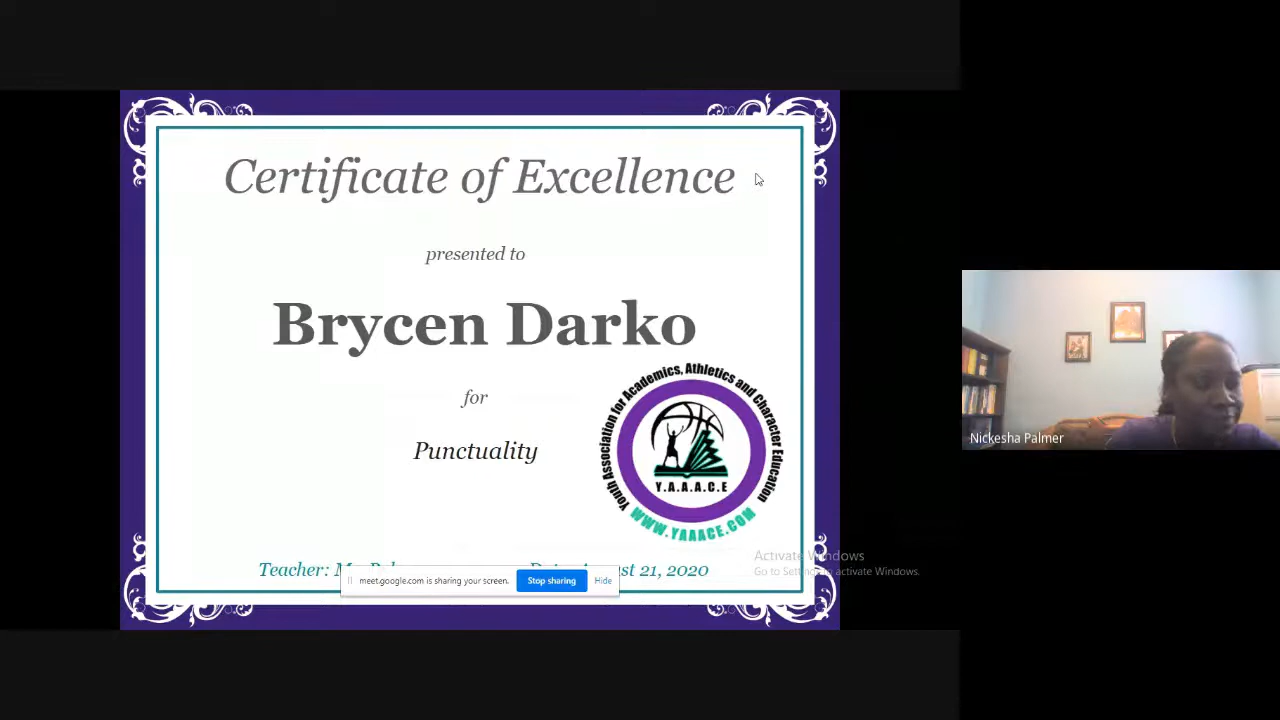 Certificate of Excellence
presented to
Brycen Darko
for
Punctuality
Youth Association for Academics, Athletics and Character Education
Y.A.A.A.C.E
WWW.YAAACE.COM
Teacher:
21, 2020
meet.google.com is sharing your screen.
Stop sharing
Hide
Activate Windows
Go to Settings to activate Windows.
Nickesha Palmer